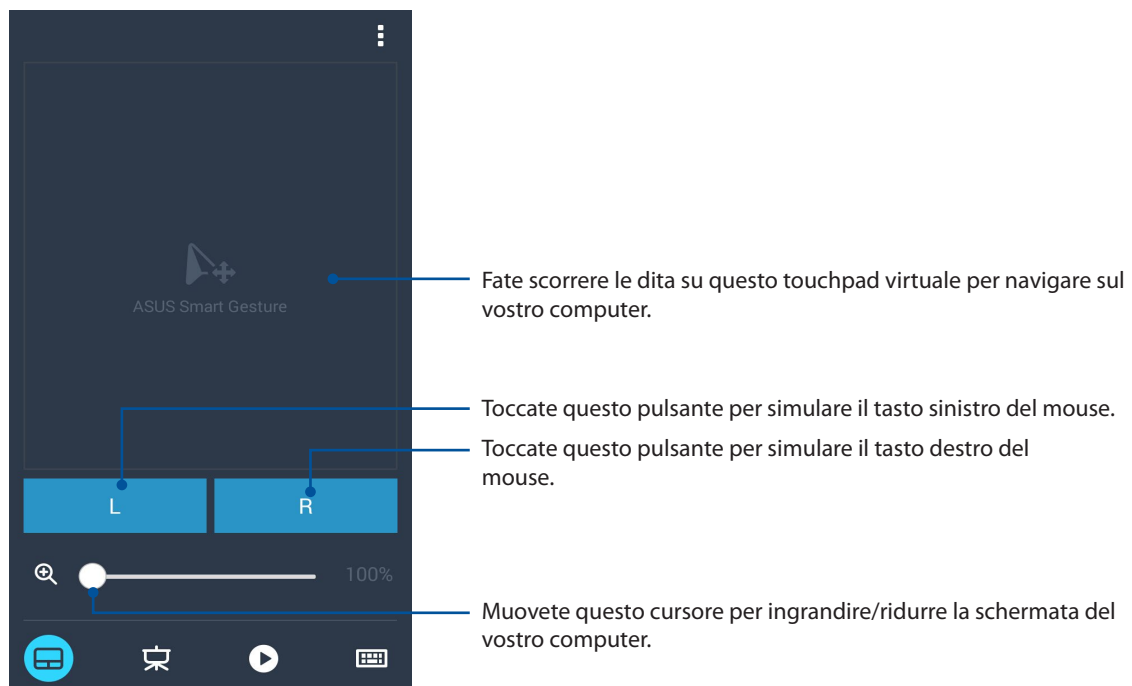 ASUS Smart Gesture
Fate scorrere le dita su questo touchpad virtuale per navigare sul
vostro computer.
Toccate questo pulsante per simulare il tasto sinistro del mouse.
Toccate questo pulsante per simulare il tasto destro del
mouse.
L
R
100%
Muovete questo cursore per ingrandire/ridurre la schermata del
vostro computer.